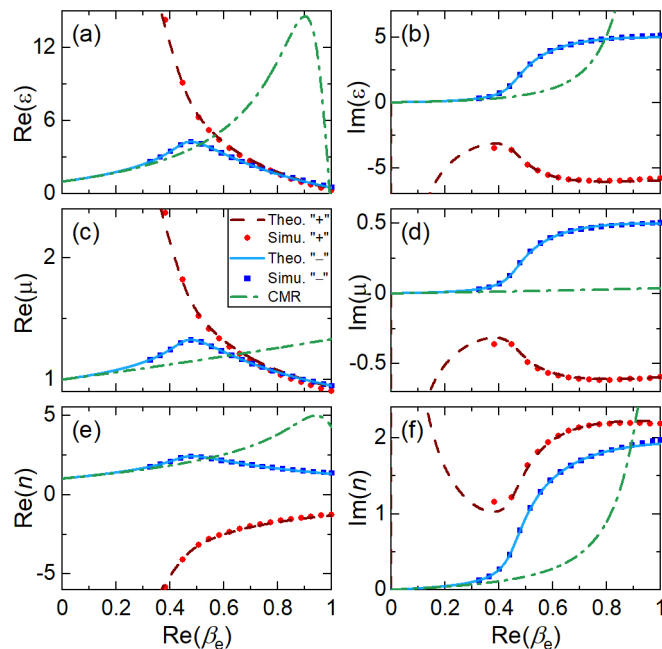 (a)
Re(ε)
12
6
0
(b)
Im(ε)
5
0
-5
(c)
Re(μ)
2
1
Theo. "+"
Simu. "+"
Theo. "–"
Simu. "–"
CMR
(d)
Im(μ)
0.5
0.0
-0.5
(e)
Re(n)
5
0
-5
0 0.2 0.4 0.6 0.8 1
Re(βe)
(f)
Im(n)
2
1
0
0 0.2 0.4 0.6 0.8 1
Re(βe)